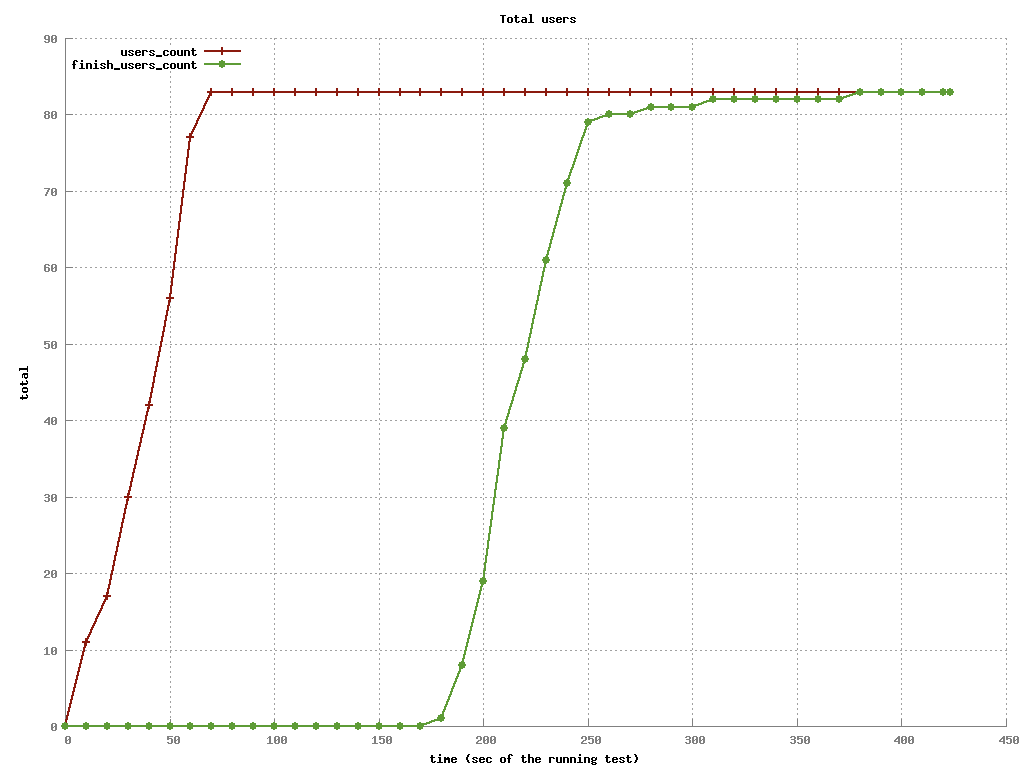 Total users
users_count
finish_users_count
90
80
70
60
50
40
30
20
10
0
total
0 50 100 150 200 250 300 350 400 450
time (sec of the running test)